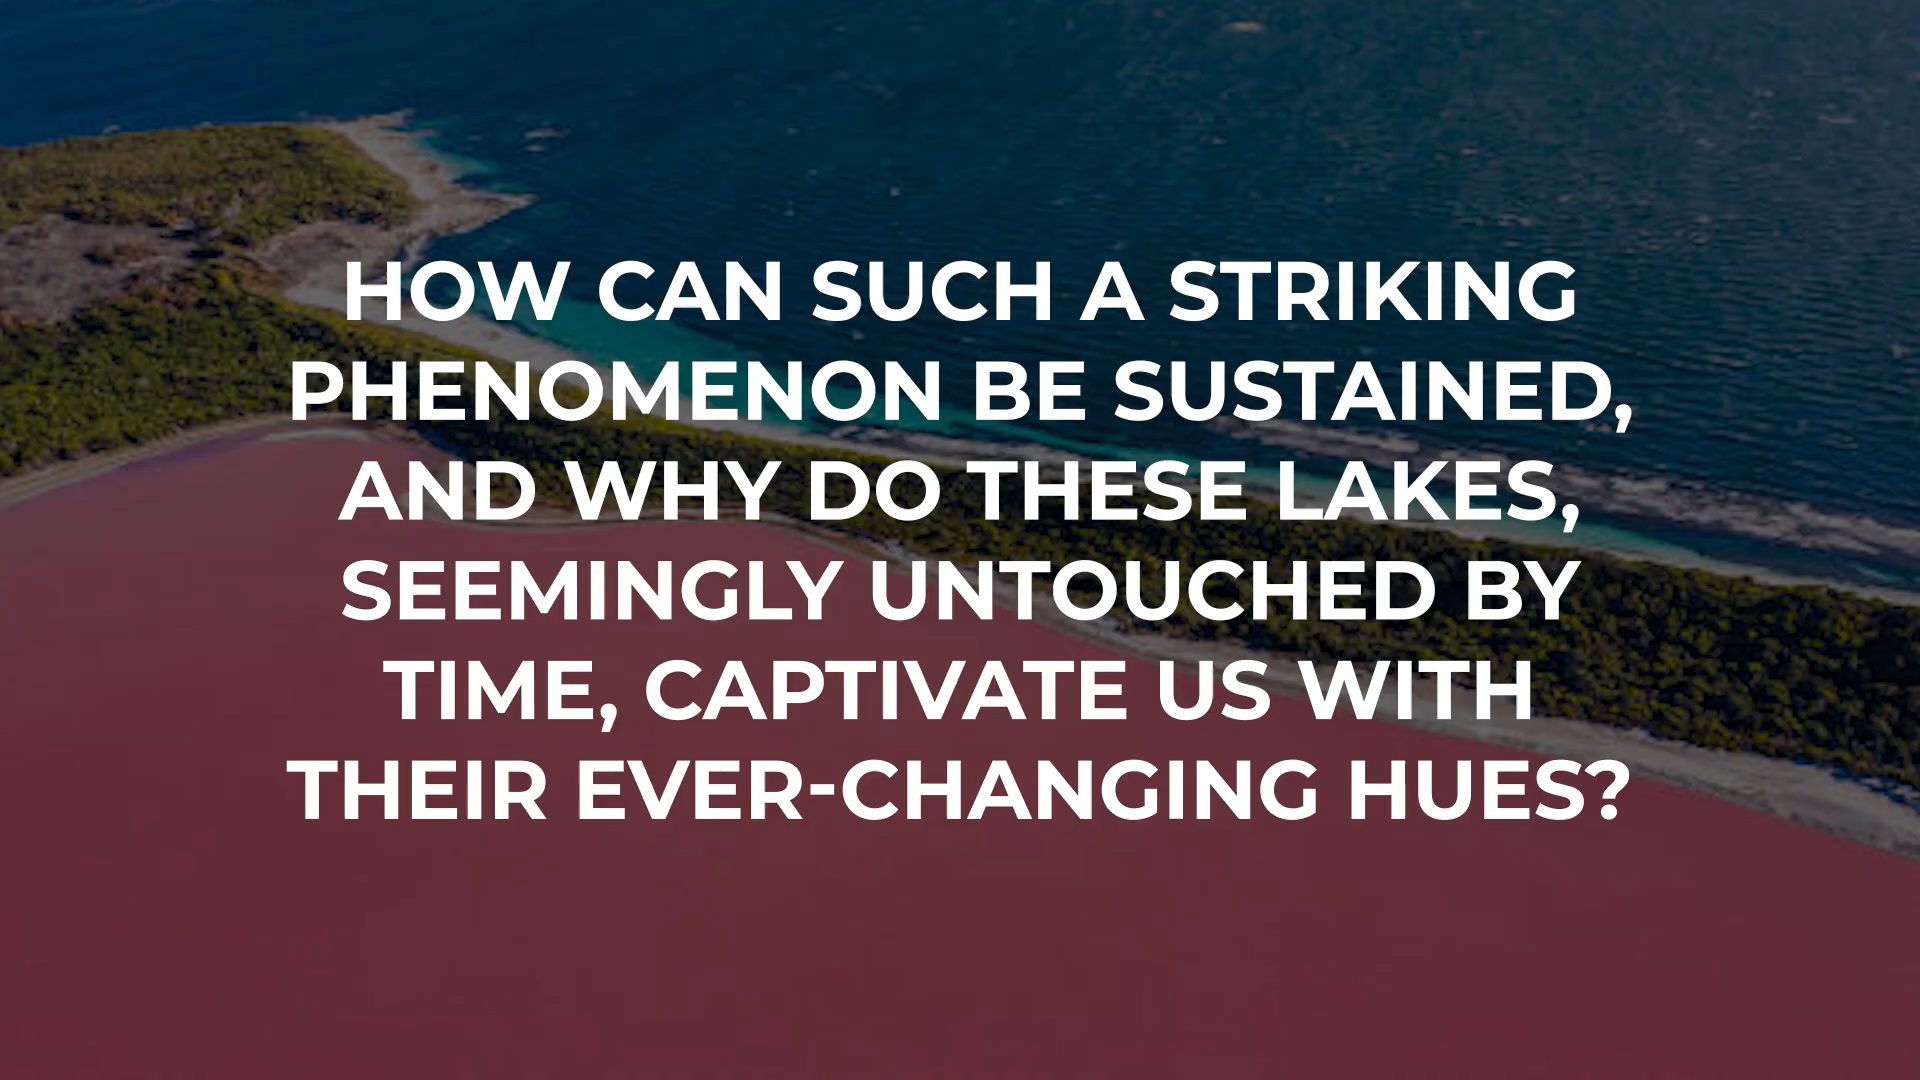 HOW CAN SUCH A STRIKING
PHENOMENON BE SUSTAINED,
AND WHY DO THESE LAKES,
SEEMINGLY UNTOUCHED BY
TIME, CAPTIVATE US WITH
THEIR EVER-CHANGING HUES?